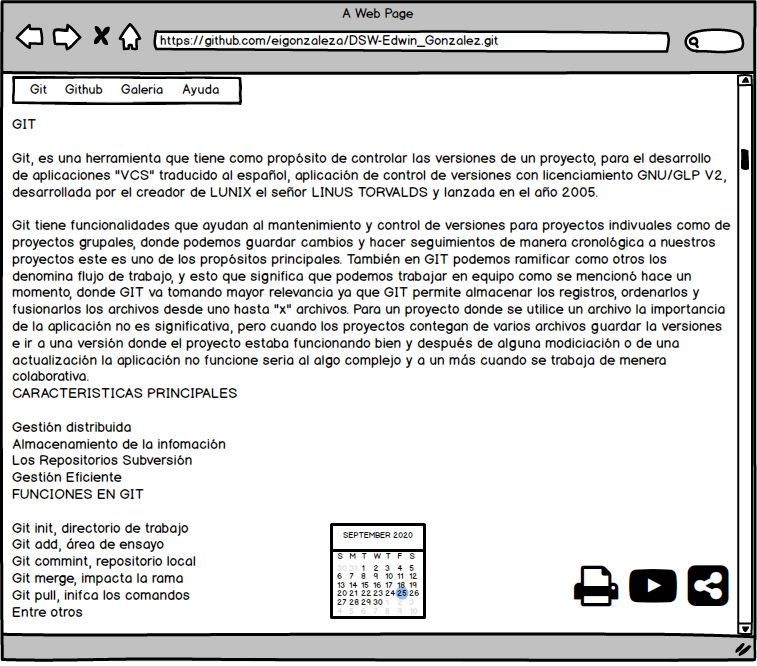 A Web Page
https://github.com/eigonzaleza/DSW-Edwin_Gonzalez.git
Git Github Galeria Ayuda
GIT
Git, es una herramienta que tiene como propósito de controlar las versiones de un proyecto, para el desarrollo
de aplicaciones "VCS" traducido al español, aplicación de control de versiones con licenciamiento GNU/GLP V2,
desarrollada por el creador de LUNIX el señor LINUS TORVALDS y lanzada en el año 2005.
Git tiene funcionalidades que ayudan al mantenimiento y control de versiones para proyectos indivuales como de
proyectos grupales, donde podemos guardar cambios y hacer seguimientos de manera cronológica a nuestros
proyectos este es uno de los propósitos principales. También en GIT podemos ramificar como otros los
denomina flujo de trabajo, y esto que significa que podemos trabajar en equipo como se mencionó hace un
momento, donde GIT va tomando mayor relevancia ya que GIT permite almacenar los registros, ordenarlos y
fusionarlos los archivos desde uno hasta "x" archivos. Para un proyecto donde se utilice un archivo la importancia
de la aplicación no es significativa, pero cuando los proyectos contegan de varios archivos guardar la versiones
e ir a una versión donde el proyecto estaba funcionando bien y después de alguna modiciación o de una
actualización la aplicación no funcione seria al algo complejo y a un más cuando se trabaja de menera
colaborativa.
CARACTERISTICAS PRINCIPALES
Gestión distribuida
Almacenamiento de la infomación
Los Repositorios Subversión
Gestión Eficiente
FUNCIONES EN GIT
Git init, directorio de trabajo
Git add, área de ensayo
Git commint, repositorio local
Git merge, impacta la rama
Git pull, inifca los comandos
Entre otros
SEPTEMBER 2020
S M T W T F S
30 31 1 2 3 4 5
6 7 8 9 10 11 12
13 14 15 16 17 18 19
20 21 22 23 24 25 26
27 28 29 30 1 2 3
4 5 6 7 8 9 10